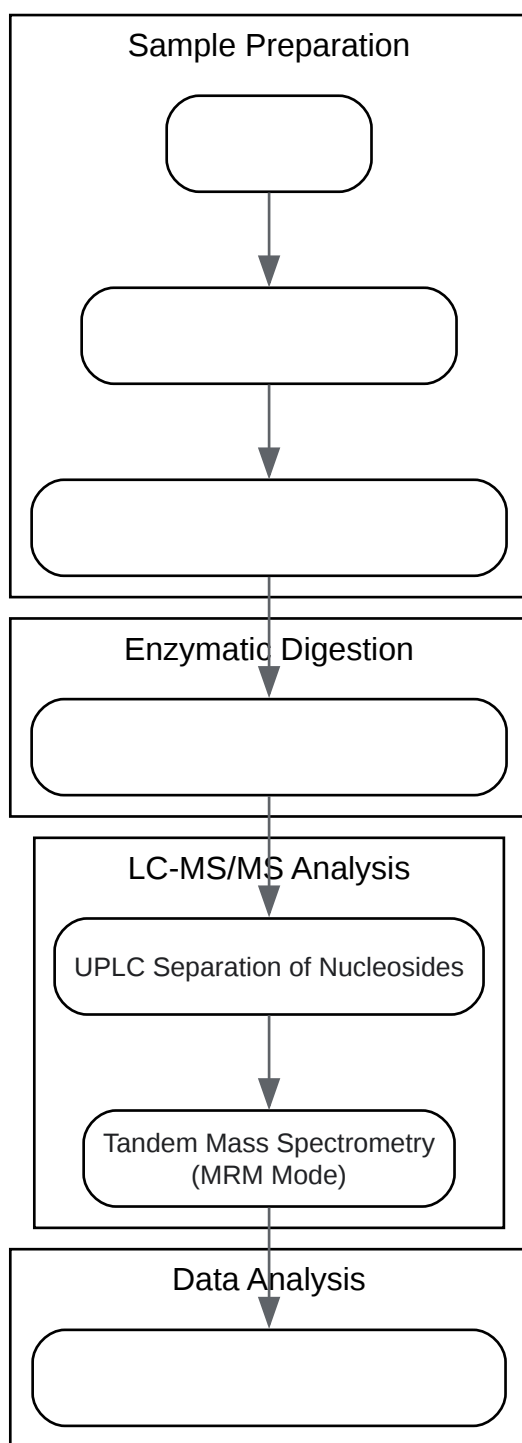 Sample Preparation
Enzymatic Digestion
LC-MS/MS Analysis
UPLC Separation of Nucleosides
Tandem Mass Spectrometry
(MRM Mode)
Data Analysis